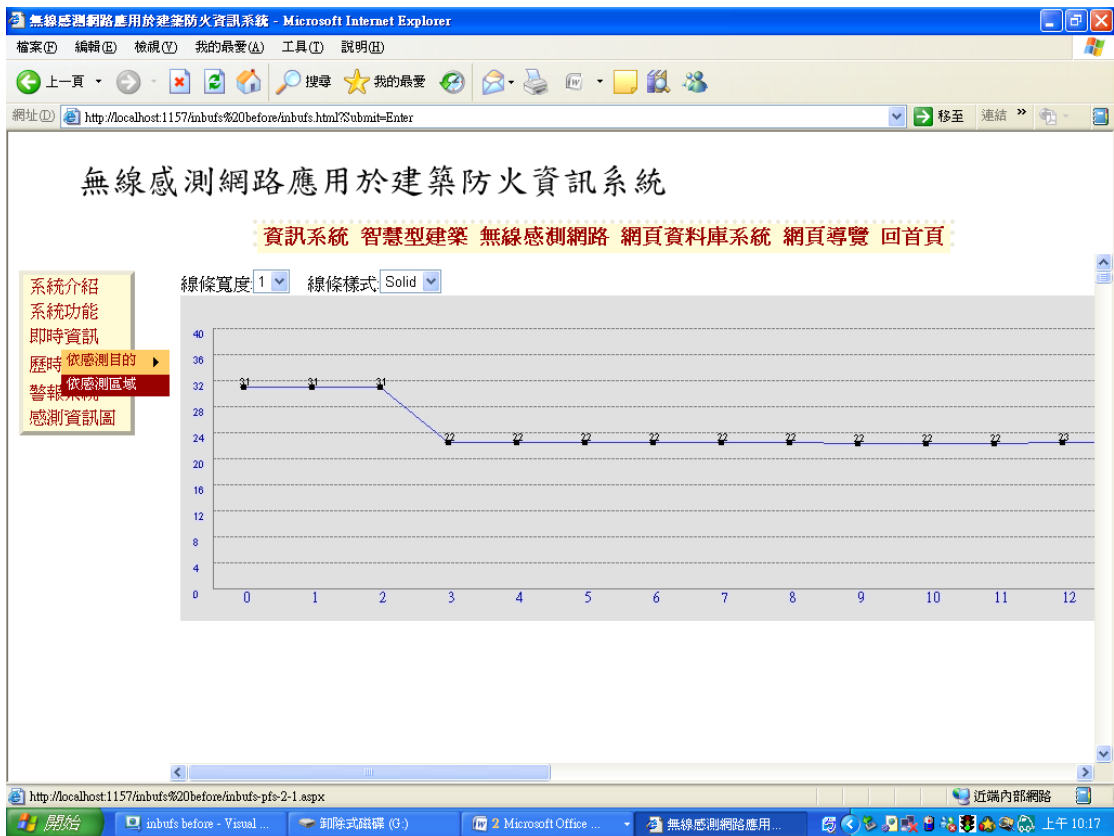 無線感測網路應用於建築防火資訊系統 - Microsoft Internet Explorer
檔案(F) 編輯(E) 檢視(V) 我的最愛(A) 工具(T) 說明(H)
上一頁 搜尋 我的最愛
網址(D) http://localhost:1157/inbufs%20before/inbufs.html?Submit=Enter 移至 連結 »
無線感測網路應用於建築防火資訊系統
資訊系統 智慧型建築 無線感測網路 網頁資料庫系統 網頁導覽 回首頁
系統介紹
系統功能
即時資訊
歷時
依感測目的
依感測區域
警報系統
感測資訊圖
線條寬度: 1 線條樣式: Solid
40
36
32 31 31 31
28
24 22 22 22 22 22 22 22 22 22 23
20
16
12
8
4
0
0 1 2 3 4 5 6 7 8 9 10 11 12
http://localhost:1157/inbufs%20before/inbufs-pfs-2-1.aspx 近端內部網路
開始 inbufs before - Visual ... 卸除式磁碟 (G:) 2 Microsoft Office ... 無線感測網路應用... 上午 10:17